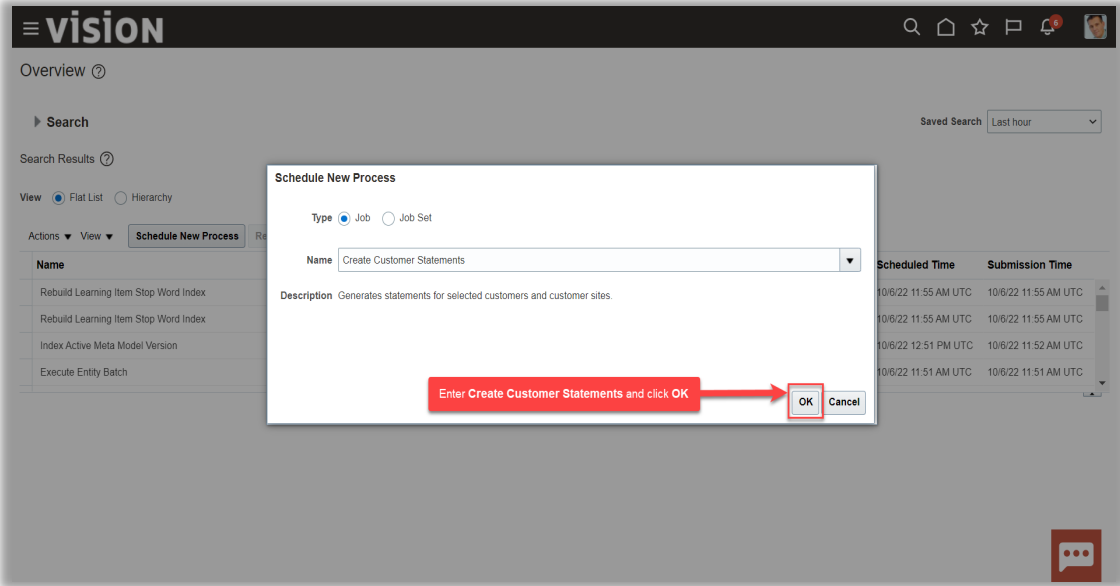 vision
6
Overview
Search
Saved Search Last hour
Search Results
View Flat List Hierarchy
Actions View Schedule New Process Re
Name Scheduled Time Submission Time
Rebuild Learning Item Stop Word Index 10/6/22 11:55 AM UTC 10/6/22 11:55 AM UTC
Rebuild Learning Item Stop Word Index 10/6/22 11:55 AM UTC 10/6/22 11:55 AM UTC
Index Active Meta Model Version 10/6/22 12:51 PM UTC 10/6/22 11:52 AM UTC
Execute Entity Batch 10/6/22 11:51 AM UTC 10/6/22 11:51 AM UTC
Schedule New Process
Type Job Job Set
Name Create Customer Statements
Description Generates statements for selected customers and customer sites.
Enter Create Customer Statements and click OK
OK Cancel